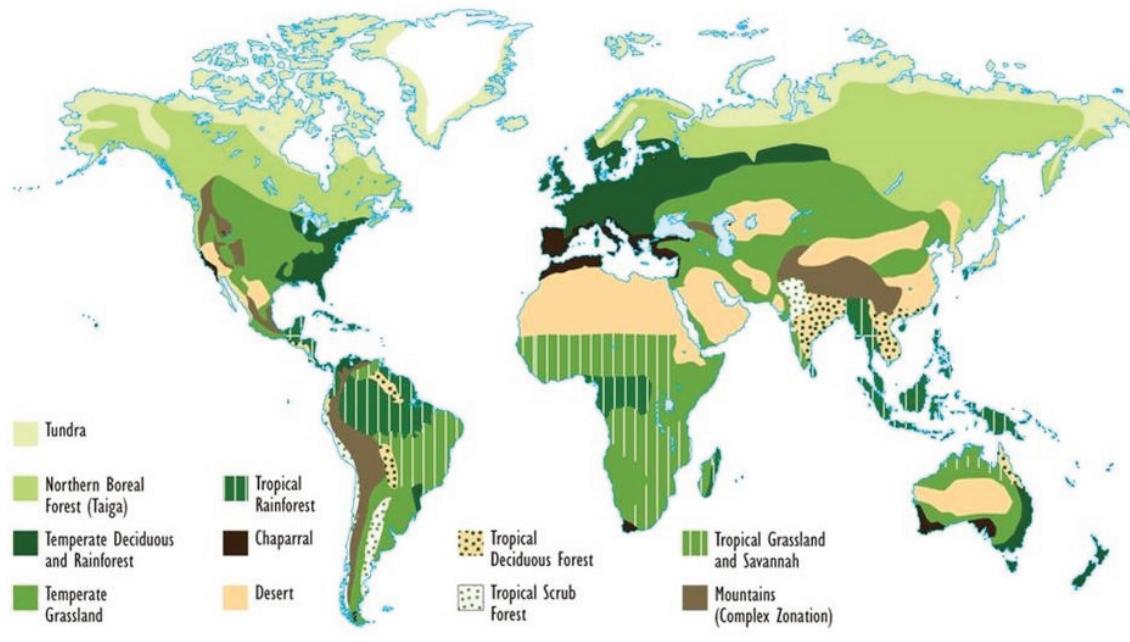 Tundra
Northern Boreal
Forest (Taiga)
Temperate Deciduous
and Rainforest
Temperate
Grassland
Tropical
Rainforest
Chaparral
Desert
Tropical
Deciduous Forest
Tropical Scrub
Forest
Tropical Grassland
and Savannah
Mountains
(Complex Zonation)